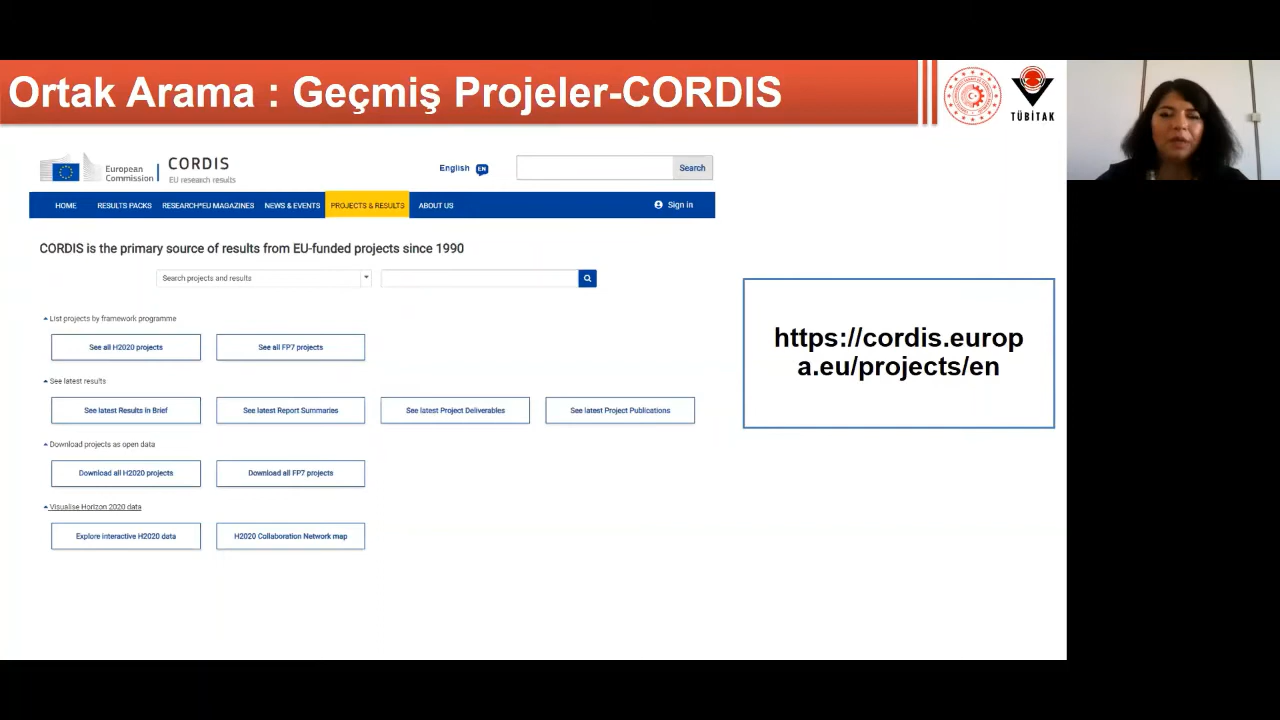 Ortak Arama : Geçmiş Projeler-CORDIS
TÜBİTAK
European
Commission
CORDIS
EU research results
English EN
Search
HOME RESULTS PACKS RESEARCH*EU MAGAZINES NEWS & EVENTS PROJECTS & RESULTS ABOUT US Sign in
CORDIS is the primary source of results from EU-funded projects since 1990
Search projects and results
List projects by framework programme
See all H2020 projects See all FP7 projects
See latest results
See latest Results in Brief See latest Report Summaries See latest Project Deliverables See latest Project Publications
Download projects as open data
Download all H2020 projects Download all FP7 projects
Visualise Horizon 2020 data
Explore interactive H2020 data H2020 Collaboration Network map
https://cordis.europ
a.eu/projects/en